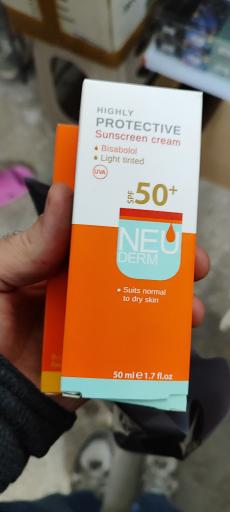 HIGHLY
PROTECTIVE
Sunscreen cream
Bisabolol
Light tinted
UVA
SPF 50+
NEU
DERM
• Suits normal
to dry skin
50 ml e 1.7 fl.oz